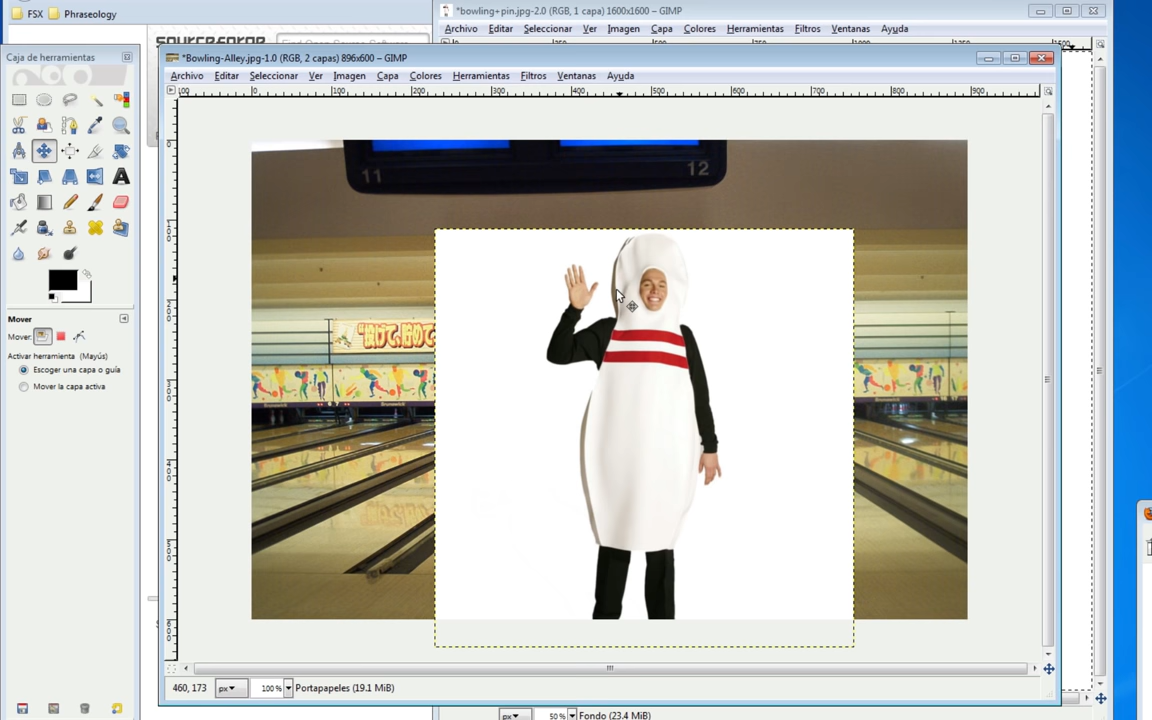 FSX Phraseology
*bowling+pin.jpg-2.0 (RGB, 1 capa) 1600x1600 – GIMP
Archivo Editar Seleccionar Ver Imagen Capa Colores Herramientas Filtros Ventanas Ayuda
Caja de herramientas
*Bowling-Alley.jpg-1.0 (RGB, 2 capas) 896x600 – GIMP
Archivo Editar Seleccionar Ver Imagen Capa Colores Herramientas Filtros Ventanas Ayuda
0 100 200 300 400 500 600 700 800 900
11 12
Mover
Mover:
Activar herramienta (Mayús)
Escoger una capa o guía
Mover la capa activa
460, 173 px 100 % Portapapeles (19.1 MiB)
px 50 % Fondo (23.4 MiB)